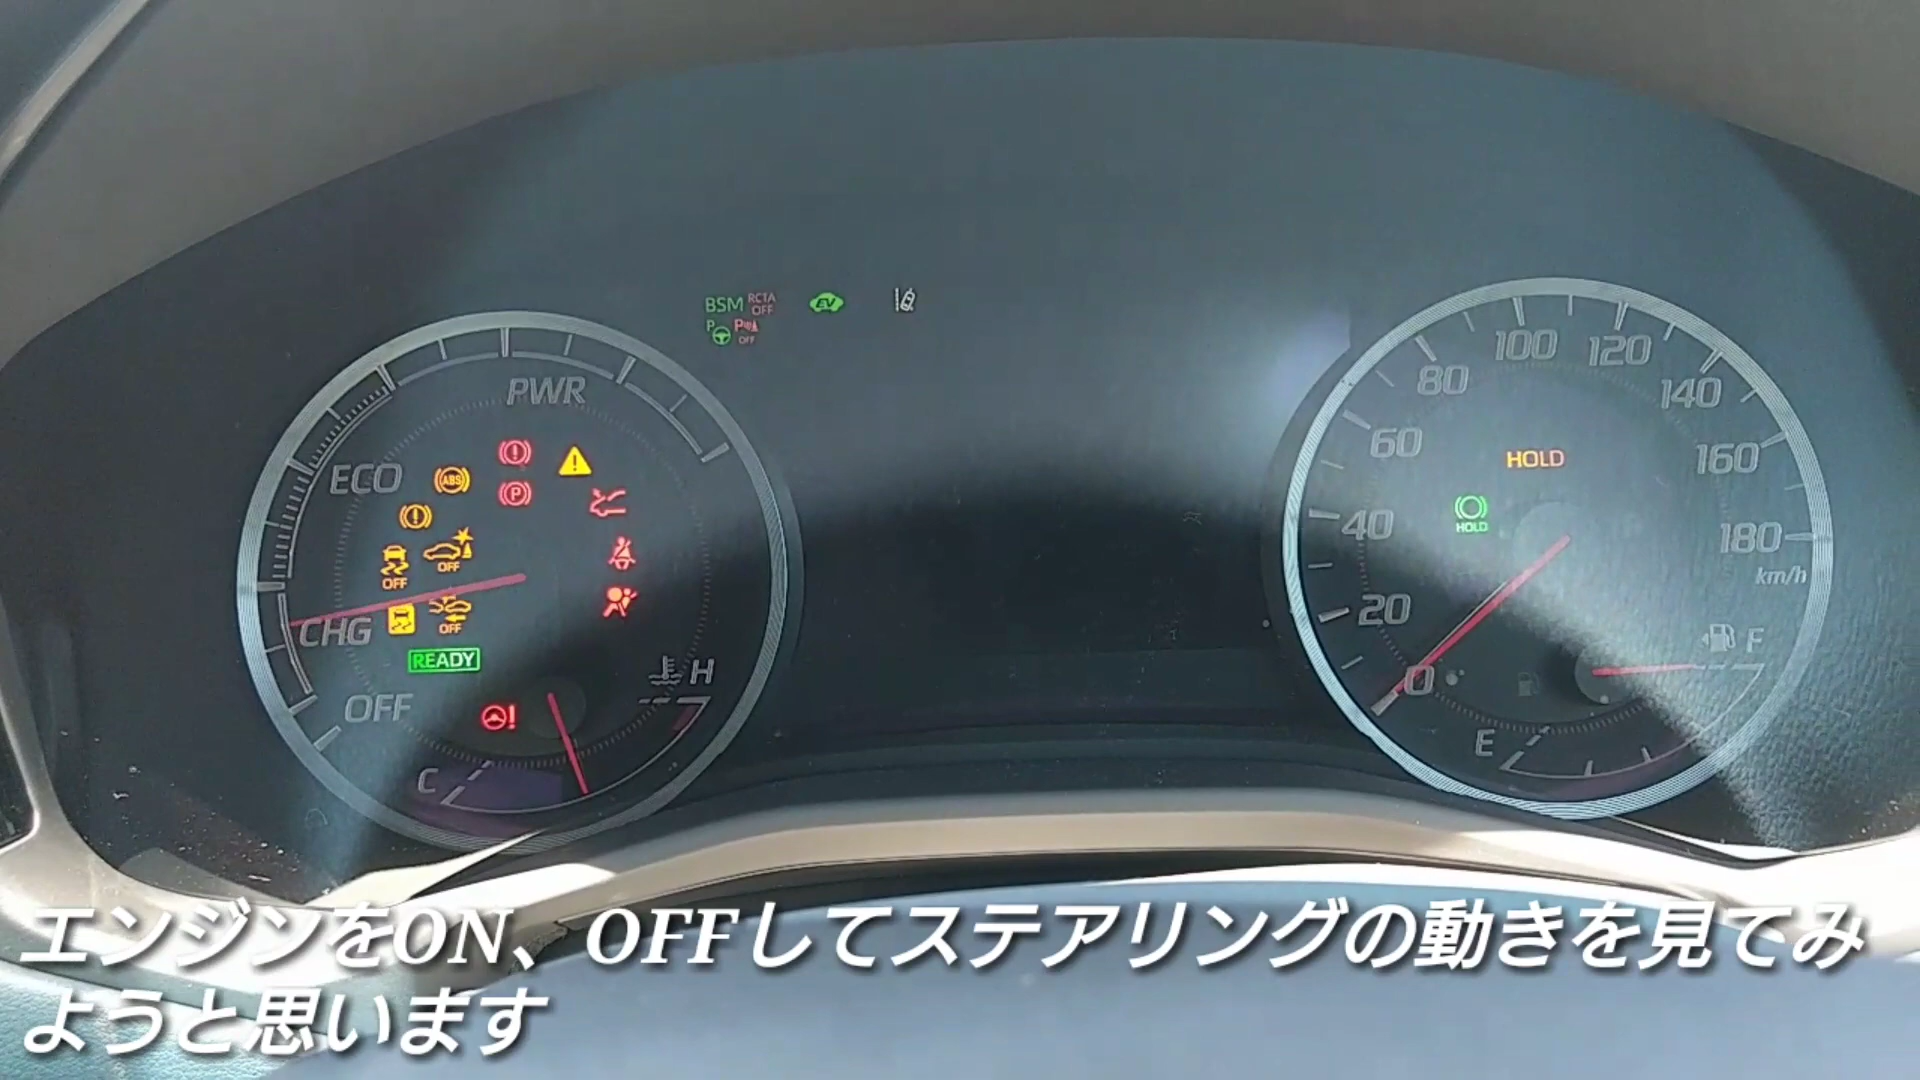 BSM RCTA
OFF
EV
P P
OFF
PWR
ECO
ABS
P
OFF
OFF
CHG
OFF
READY
OFF
H
C
100
120
80
140
60
HOLD
160
40
HOLD
180
km/h
20
0
F
E
エンジンをON、OFFしてステアリングの動きを見てみ
ようと思います